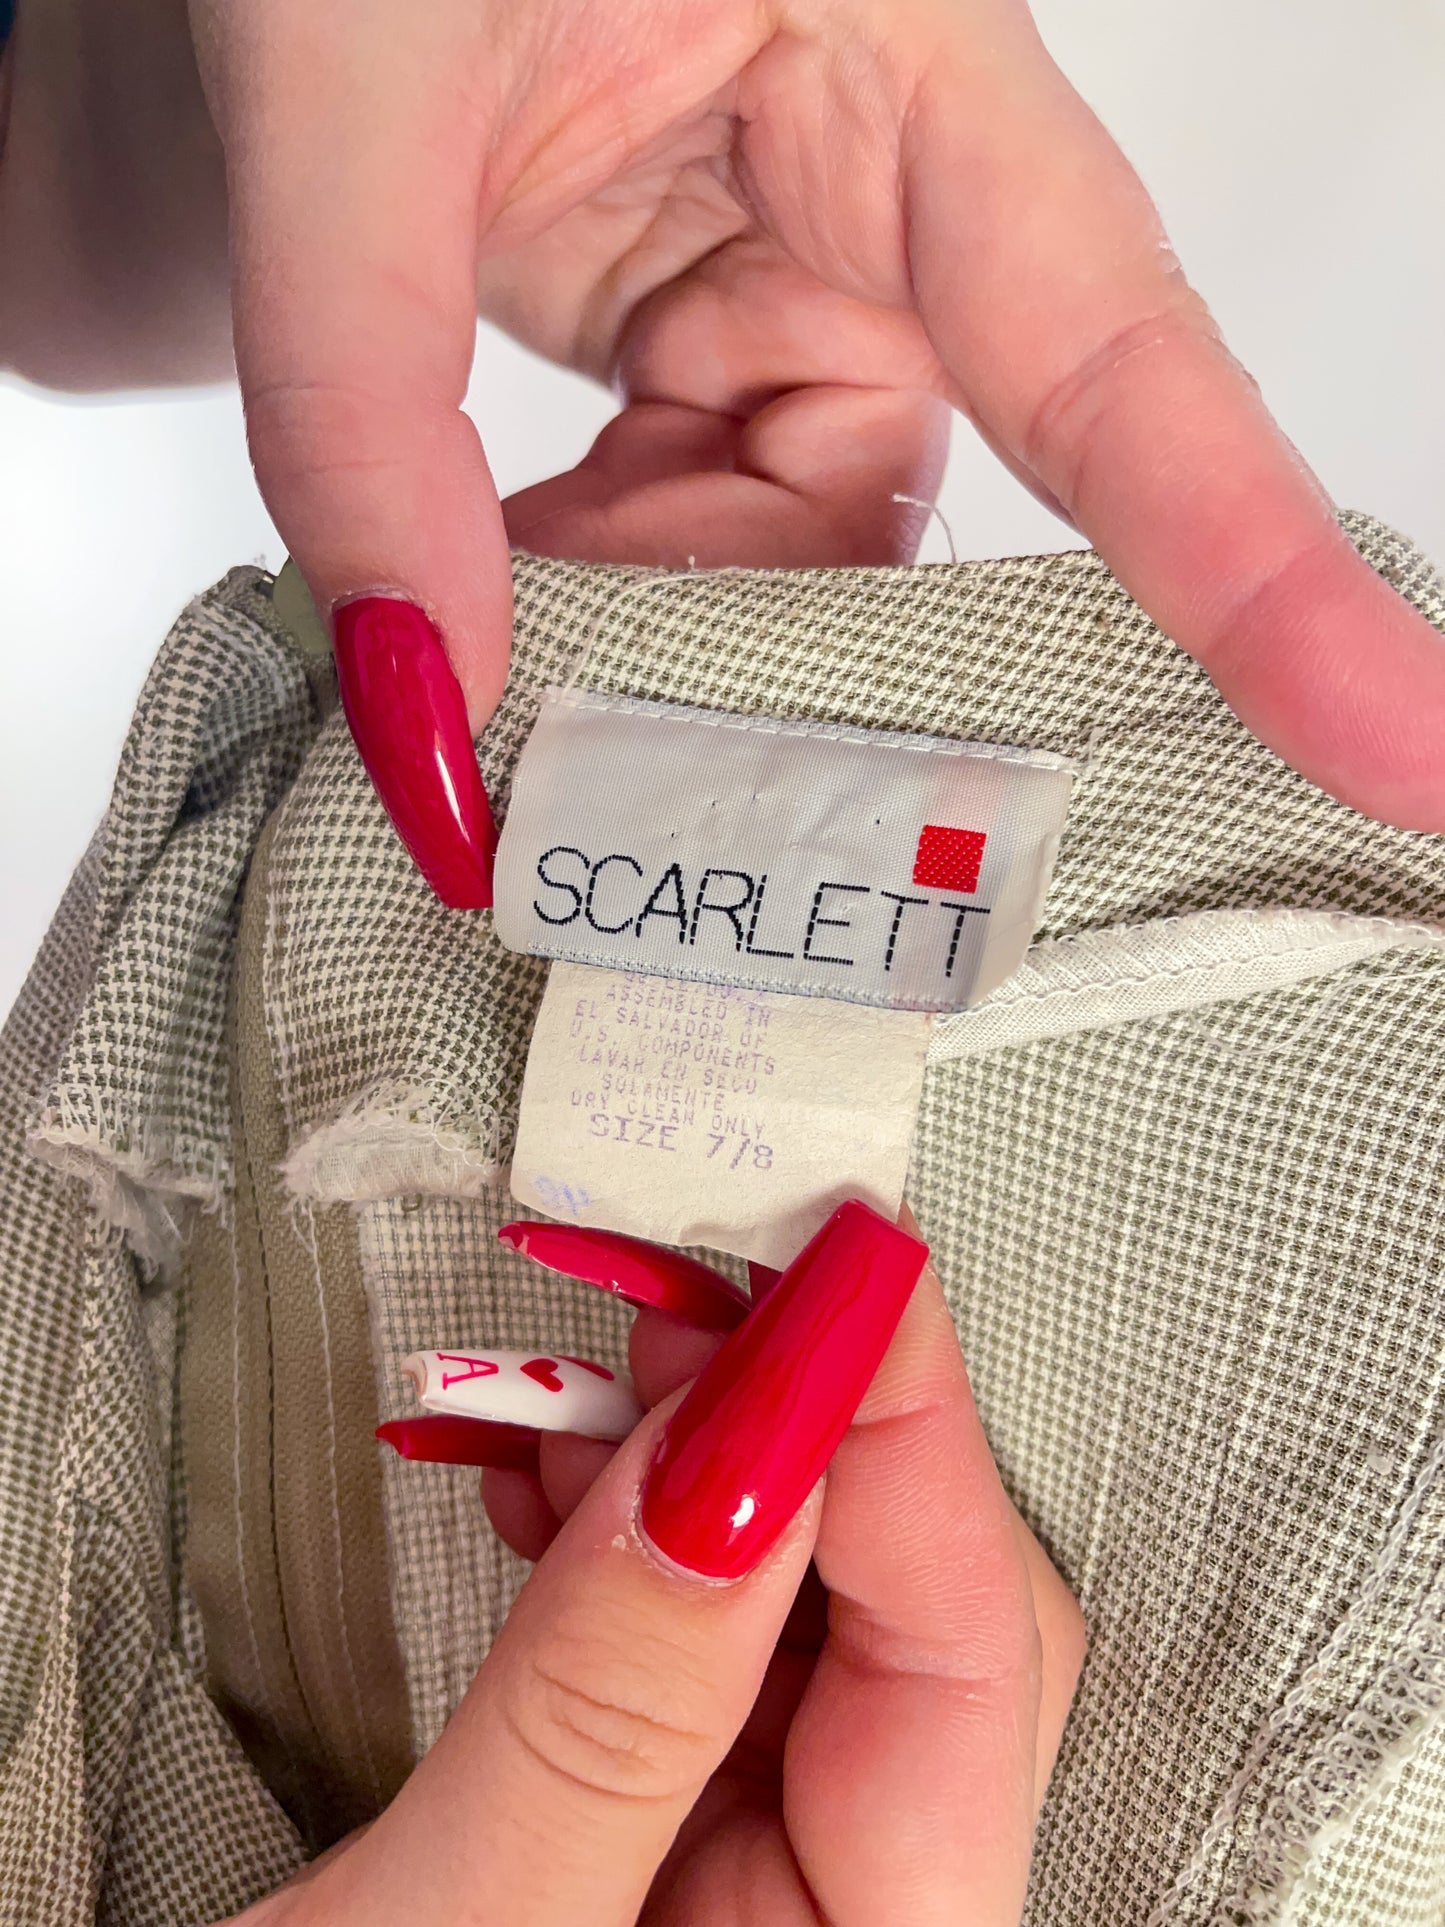 SCARLETT
ASSEMBLED IN
EL SALVADOR OF
U.S. COMPONENTS
LAVAR EN SECO
SOLAMENTE
DRY CLEAN ONLY
SIZE 7/8
A